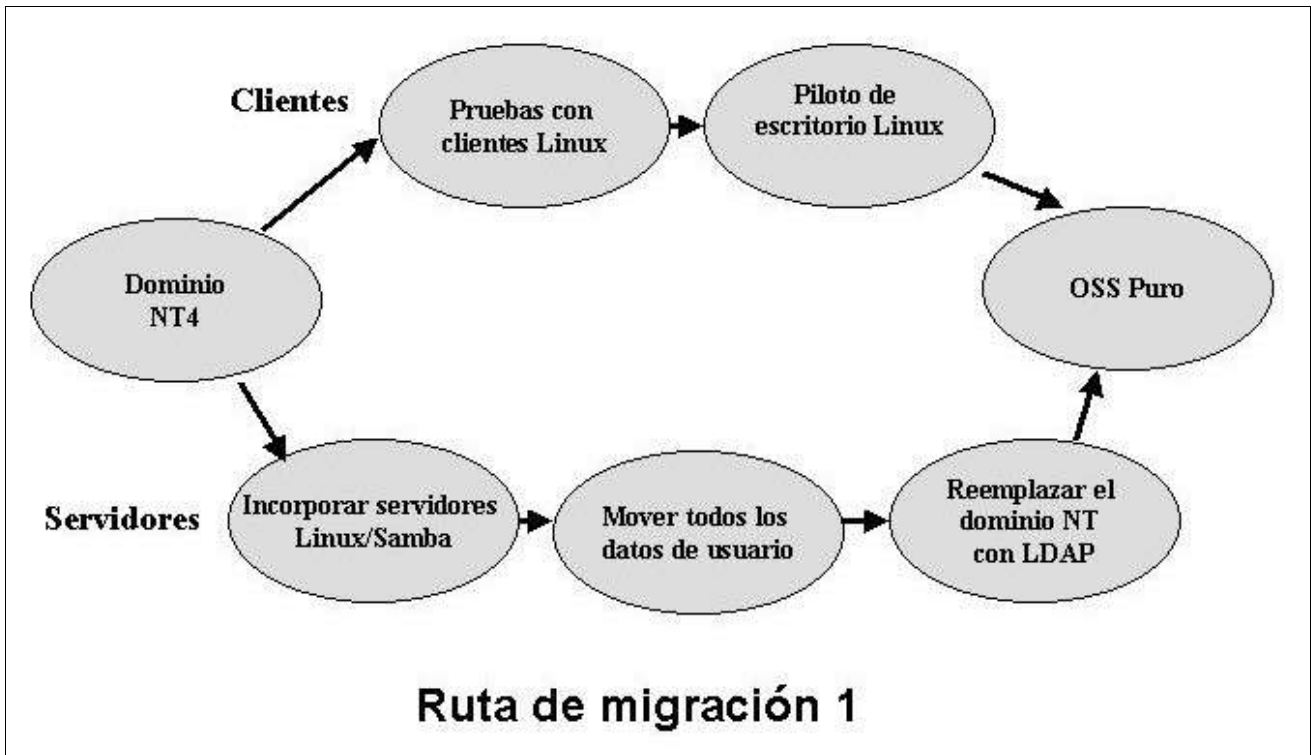 Clientes
Pruebas con
clientes Linux
Piloto de
escritorio Linux
Dominio
NT4
OSS Puro
Servidores
Incorporar servidores
Linux/Samba
Mover todos los
datos de usuario
Reemplazar el
dominio NT
con LDAP
Ruta de migración 1